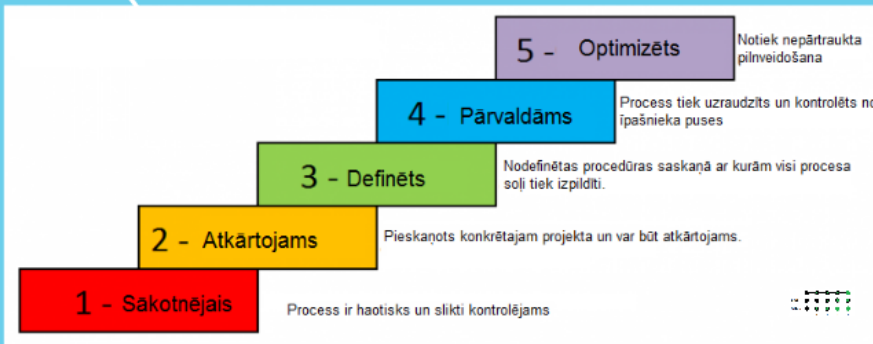 5 - Optimizēts
Notiek nepārtraukta
pilnveidošana
4 - Pārvaldāms
Process tiek uzraudzīts un kontrolēts no
īpašnieka puses
3 - Definēts
Nodefinētas procedūras saskaņā ar kurām visi procesa
soļi tiek izpildīti.
2 - Atkārtojams
Pieskaņots konkrētajam projekta un var būt atkārtojams.
1 - Sākotnējais
Process ir haotisks un slikti kontrolējams